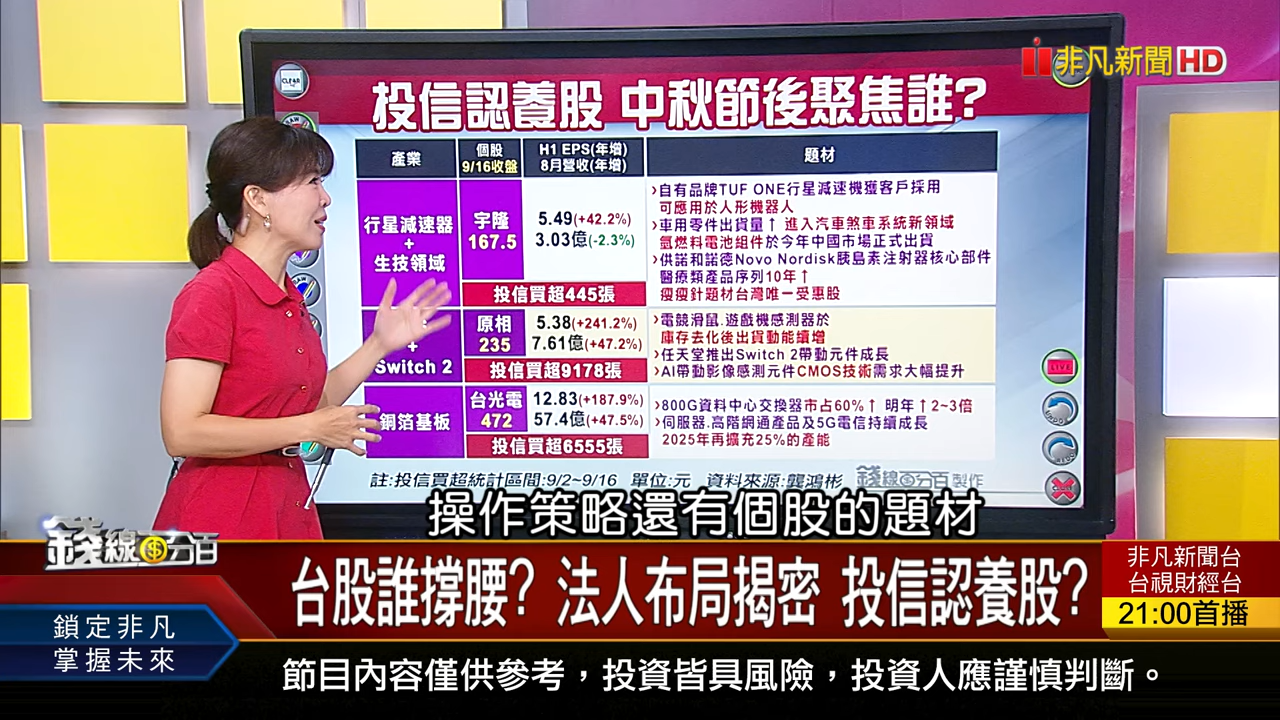 非凡新聞HD
CLEAR
投信認養股 中秋節後聚焦誰?
產業
個股
9/16收盤
H1 EPS(年增)
8月營收(年增)
題材
行星減速器
+
生技領域
宇隆
167.5
5.49(+42.2%)
3.03億(-2.3%)
投信買超445張
›自有品牌TUF ONE行星減速機獲客戶採用
可應用於人形機器人
›車用零件出貨量↑ 進入汽車煞車系統新領域
氫燃料電池組件於今年中國市場正式出貨
›供諾和諾德Novo Nordisk胰島素注射器核心部件
醫療類產品序列10年↑
瘦瘦針題材台灣唯一受惠股
+
Switch 2
原相
235
5.38(+241.2%)
7.61億(+47.2%)
投信買超9178張
›電競滑鼠.遊戲機感測器於
庫存去化後出貨動能續增
›任天堂推出Switch 2帶動元件成長
›AI帶動影像感測元件CMOS技術需求大幅提升
銅箔基板
台光電
472
12.83(+187.9%)
57.4億(+47.5%)
投信買超6555張
›800G資料中心交換器市占60%↑ 明年↑2~3倍
›伺服器.高階網通產品及5G電信持續成長
2025年再擴充25%的產能
註:投信買超統計區間:9/2~9/16 單位:元 資料來源:龔鴻彬 錢線百分百製作
LIVE
操作策略還有個股的題材
錢線百分百
台股誰撐腰? 法人布局揭密 投信認養股?
非凡新聞台
台視財經台
21:00首播
鎖定非凡
掌握未來
節目內容僅供參考，投資皆具風險，投資人應謹慎判斷。